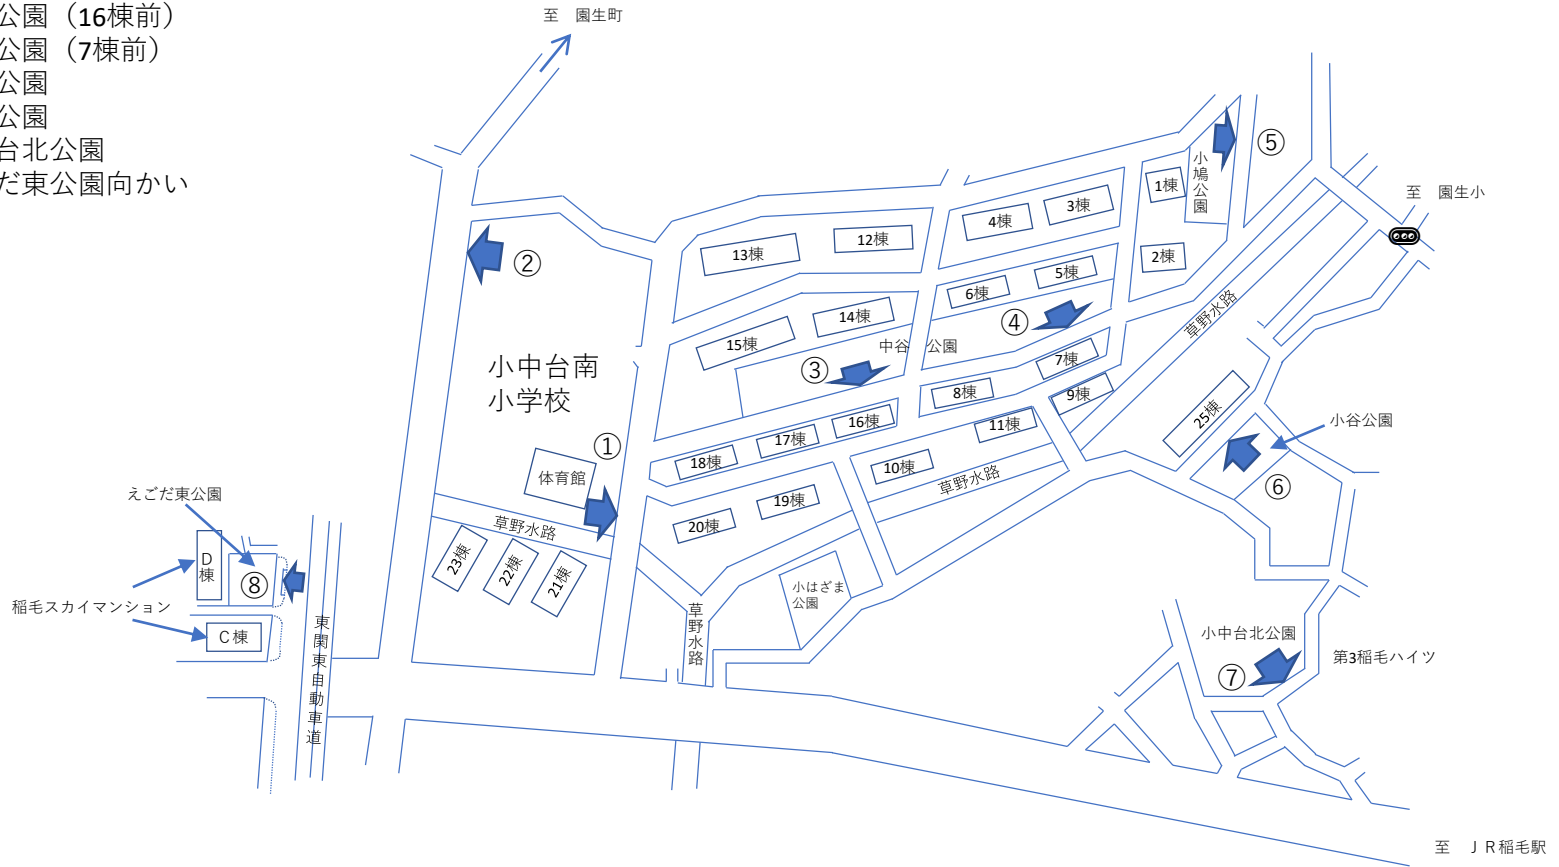 公園（16棟前）
公園（7棟前）
公園
公園
台北公園
だ東公園向かい
至　園生町
⑤
小鳩公園
1棟
至　園生小
3棟
4棟
12棟
13棟
2棟
②
5棟
6棟
草野水路
④
14棟
15棟
中谷　公園
小中台南
小学校
③
7棟
8棟
9棟
25棟
小谷公園
16棟
11棟
17棟
①
18棟
10棟
体育館
草野水路
⑥
えごだ東公園
19棟
20棟
草野水路
23棟
22棟
21棟
D棟
⑧
小はざま
公園
稲毛スカイマンション
C棟
草野水路
東関東自動車道
小中台北公園
第3稲毛ハイツ
⑦
至　ＪＲ稲毛駅